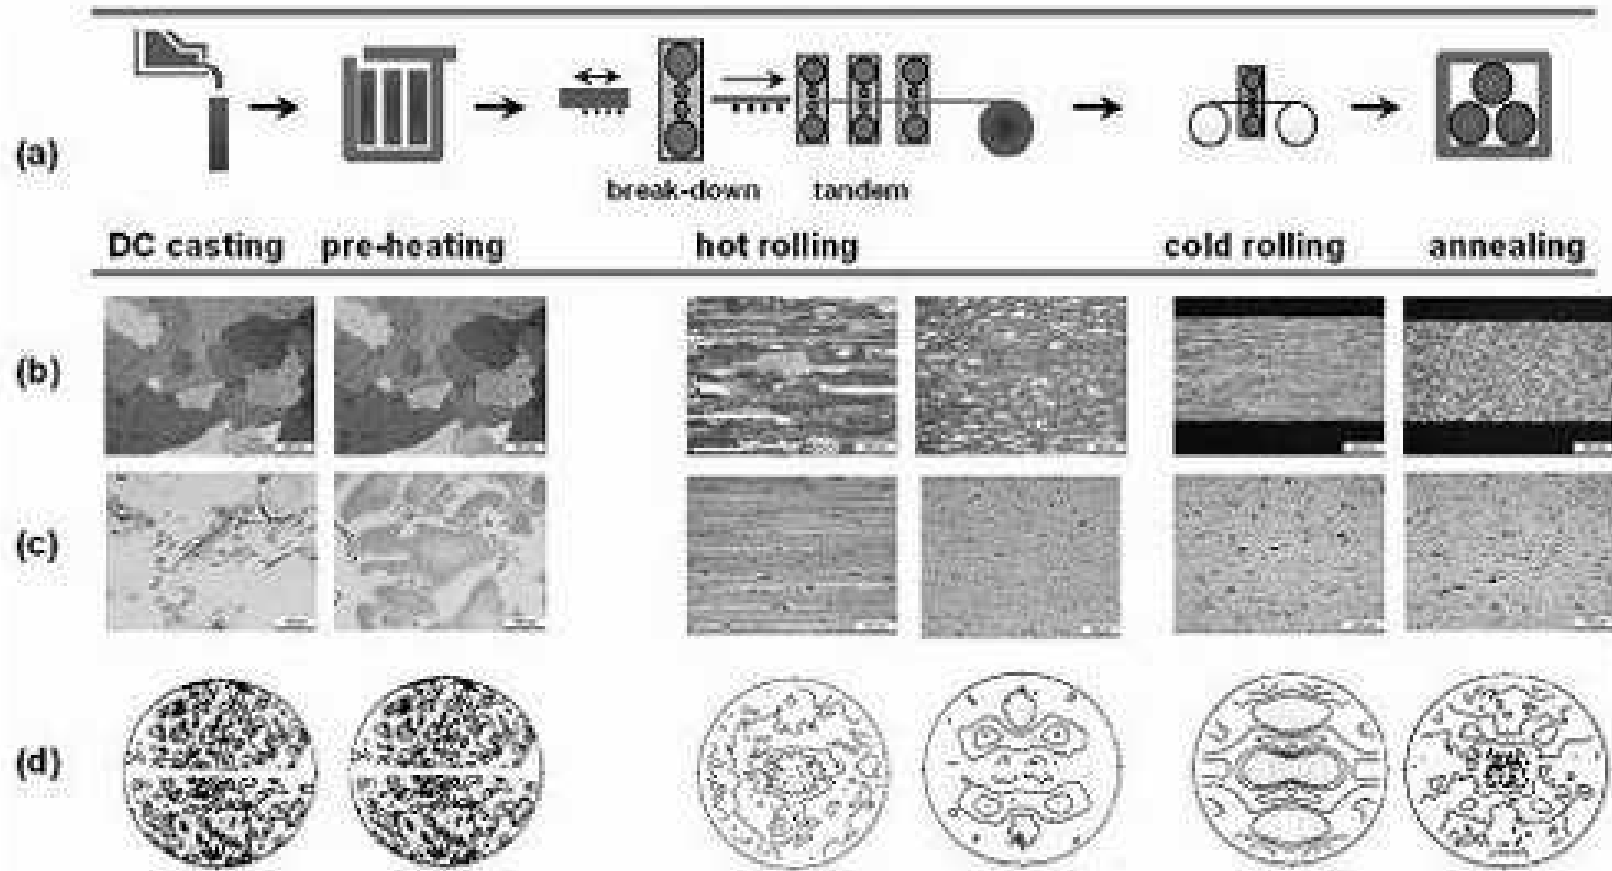 (a)
break-down tandem
DC casting pre-heating hot rolling cold rolling annealing
(b)
(c)
(d)